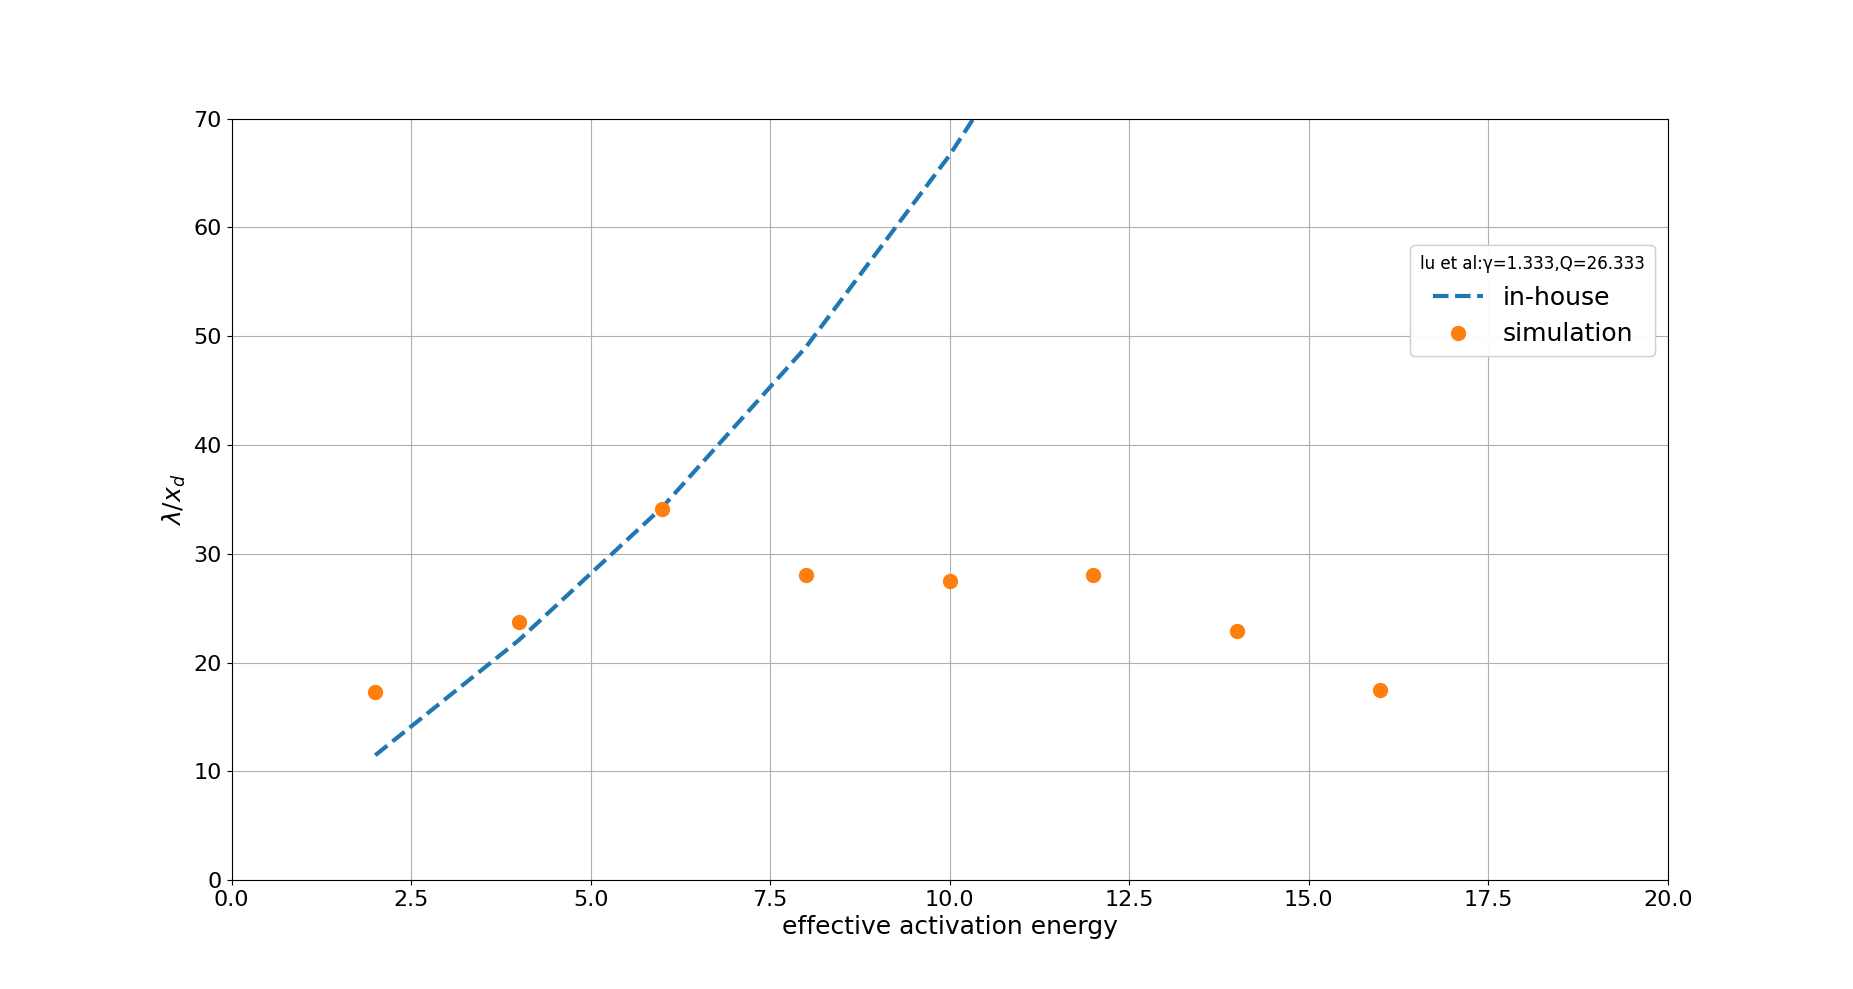 70
60
50
40
30
20
10
0
λ/x_d
0.0 2.5 5.0 7.5 10.0 12.5 15.0 17.5 20.0
effective activation energy
lu et al:γ=1.333,Q=26.333
in-house
simulation